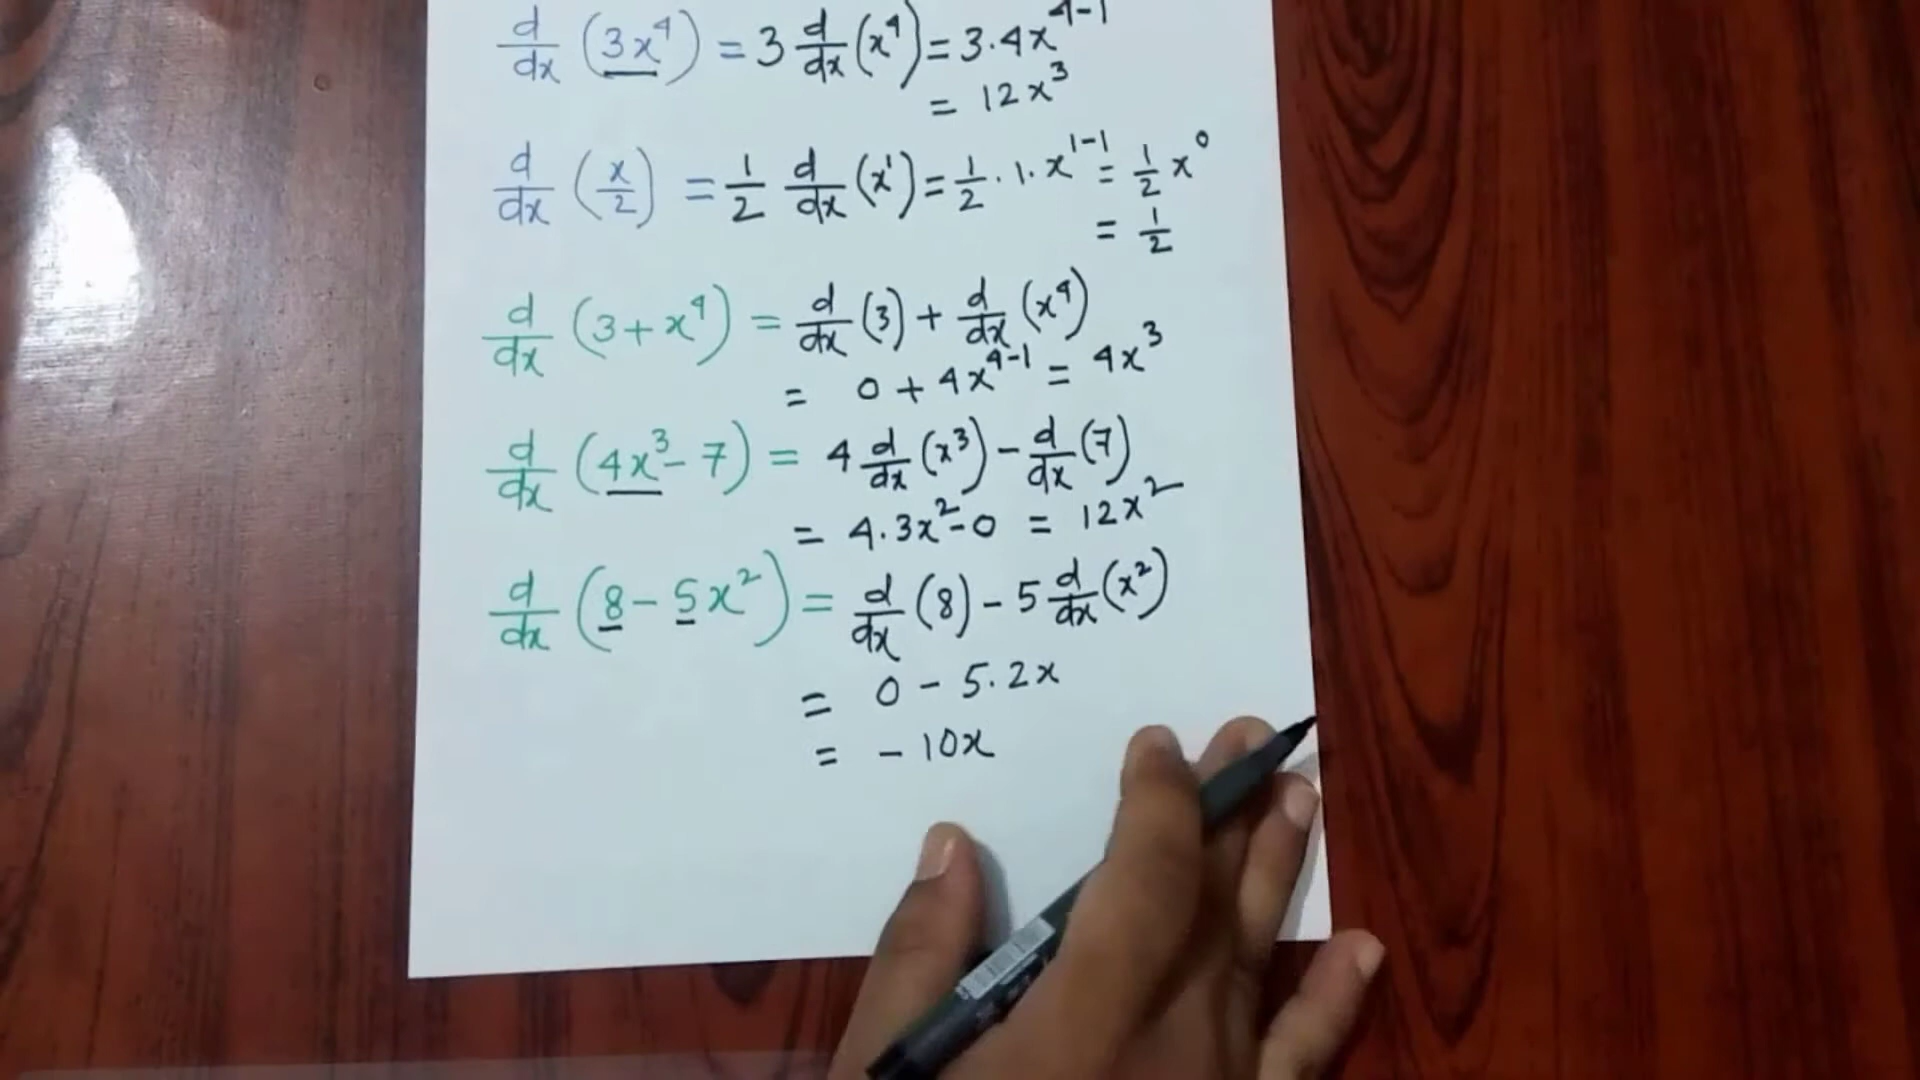 d/dx (3x⁴) = 3 d/dx (x⁴) = 3·4x⁴⁻¹
= 12x³
d/dx (x/2) = 1/2 d/dx (x¹) = 1/2 · 1 · x¹⁻¹ = 1/2 x⁰
= 1/2
d/dx (3 + x⁴) = d/dx (3) + d/dx (x⁴)
= 0 + 4x⁴⁻¹ = 4x³
d/dx (4x³ - 7) = 4 d/dx (x³) - d/dx (7)
= 4·3x² - 0 = 12x²
d/dx (8 - 5x²) = d/dx (8) - 5 d/dx (x²)
= 0 - 5·2x
= - 10x